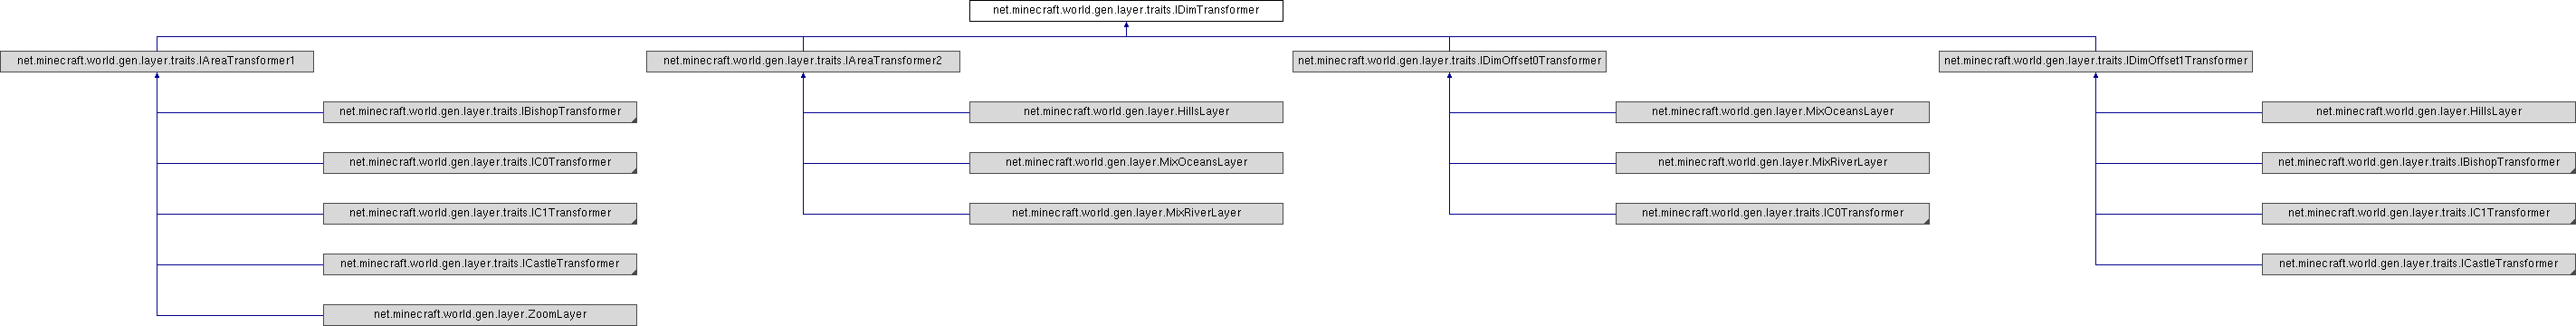 net.minecraft.world.gen.layer.traits.IDimTransformer
net.minecraft.world.gen.layer.traits.IAreaTransformer1
net.minecraft.world.gen.layer.traits.IAreaTransformer2
net.minecraft.world.gen.layer.traits.IDimOffset0Transformer
net.minecraft.world.gen.layer.traits.IDimOffset1Transformer
net.minecraft.world.gen.layer.traits.IBishopTransformer
net.minecraft.world.gen.layer.HillsLayer
net.minecraft.world.gen.layer.MixOceansLayer
net.minecraft.world.gen.layer.HillsLayer
net.minecraft.world.gen.layer.traits.IC0Transformer
net.minecraft.world.gen.layer.MixOceansLayer
net.minecraft.world.gen.layer.MixRiverLayer
net.minecraft.world.gen.layer.traits.IBishopTransformer
net.minecraft.world.gen.layer.traits.IC1Transformer
net.minecraft.world.gen.layer.MixRiverLayer
net.minecraft.world.gen.layer.traits.IC0Transformer
net.minecraft.world.gen.layer.traits.IC1Transformer
net.minecraft.world.gen.layer.traits.ICastleTransformer
net.minecraft.world.gen.layer.traits.ICastleTransformer
net.minecraft.world.gen.layer.ZoomLayer